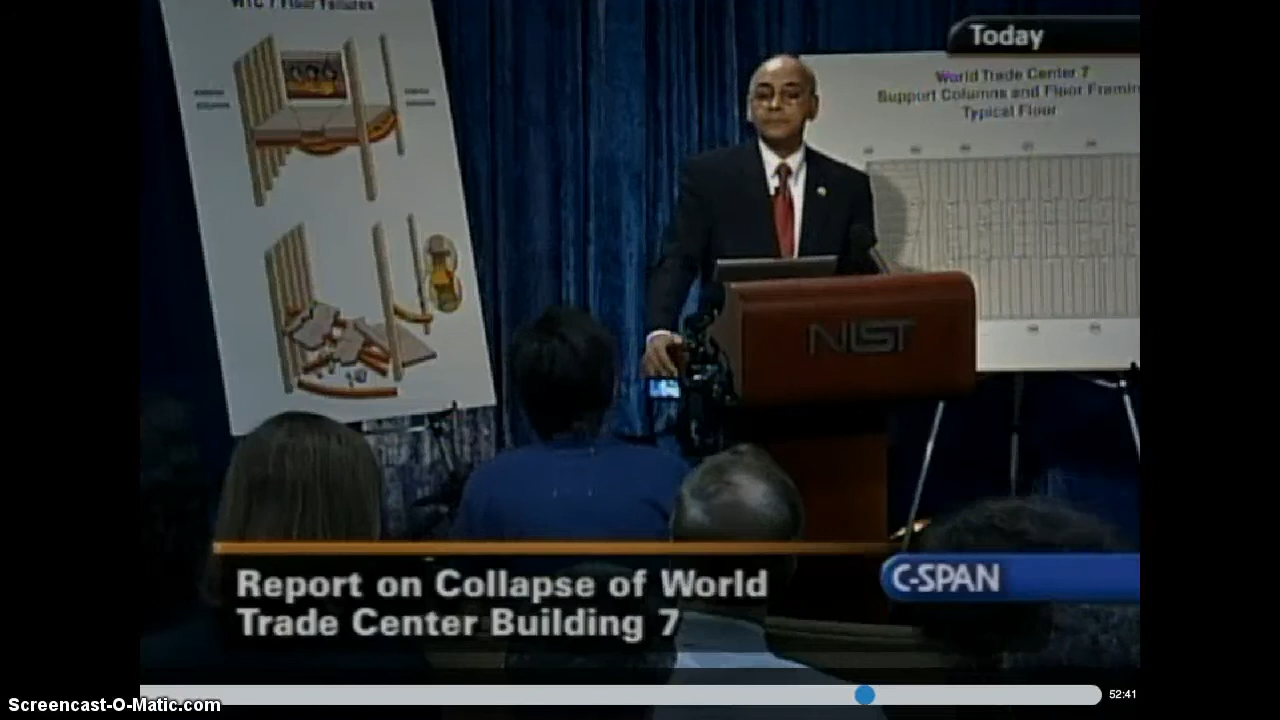 WTC 7 Floor Failures
Today
World Trade Center 7
Support Columns and Floor Framin
Typical Floor
NIST
Report on Collapse of World
Trade Center Building 7
C-SPAN
52:41
Screencast-O-Matic.com